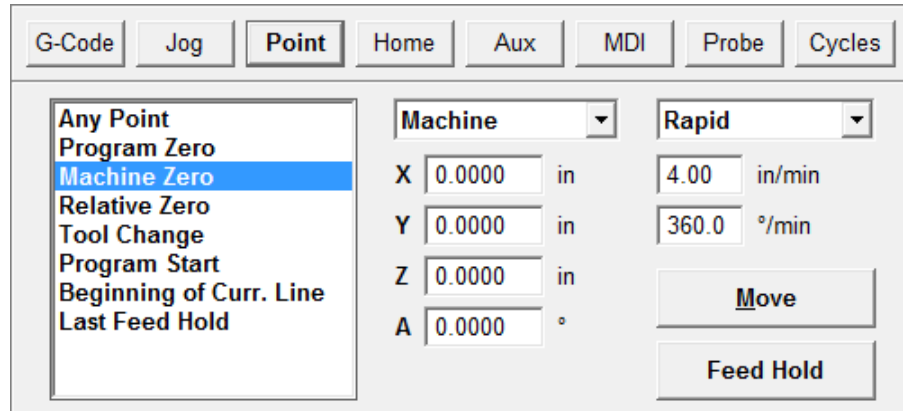 G-Code Jog Point Home Aux MDI Probe Cycles
Any Point
Program Zero
Machine Zero
Relative Zero
Tool Change
Program Start
Beginning of Curr. Line
Last Feed Hold
Machine
X 0.0000 in
Y 0.0000 in
Z 0.0000 in
A 0.0000 °
Rapid
4.00 in/min
360.0 °/min
Move
Feed Hold